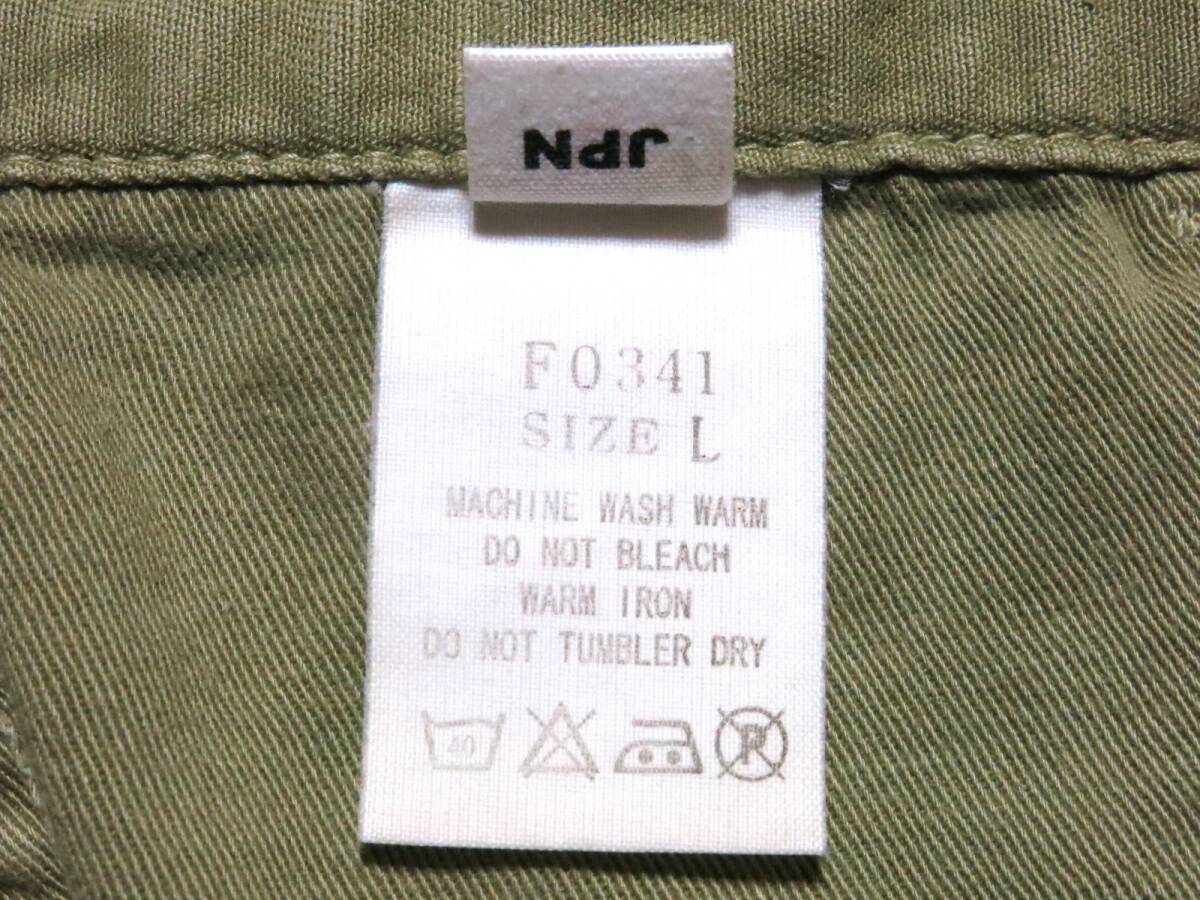 JPN
F0341
SIZE L
MACHINE WASH WARM
DO NOT BLEACH
WARM IRON
DO NOT TUMBLER DRY
40 P